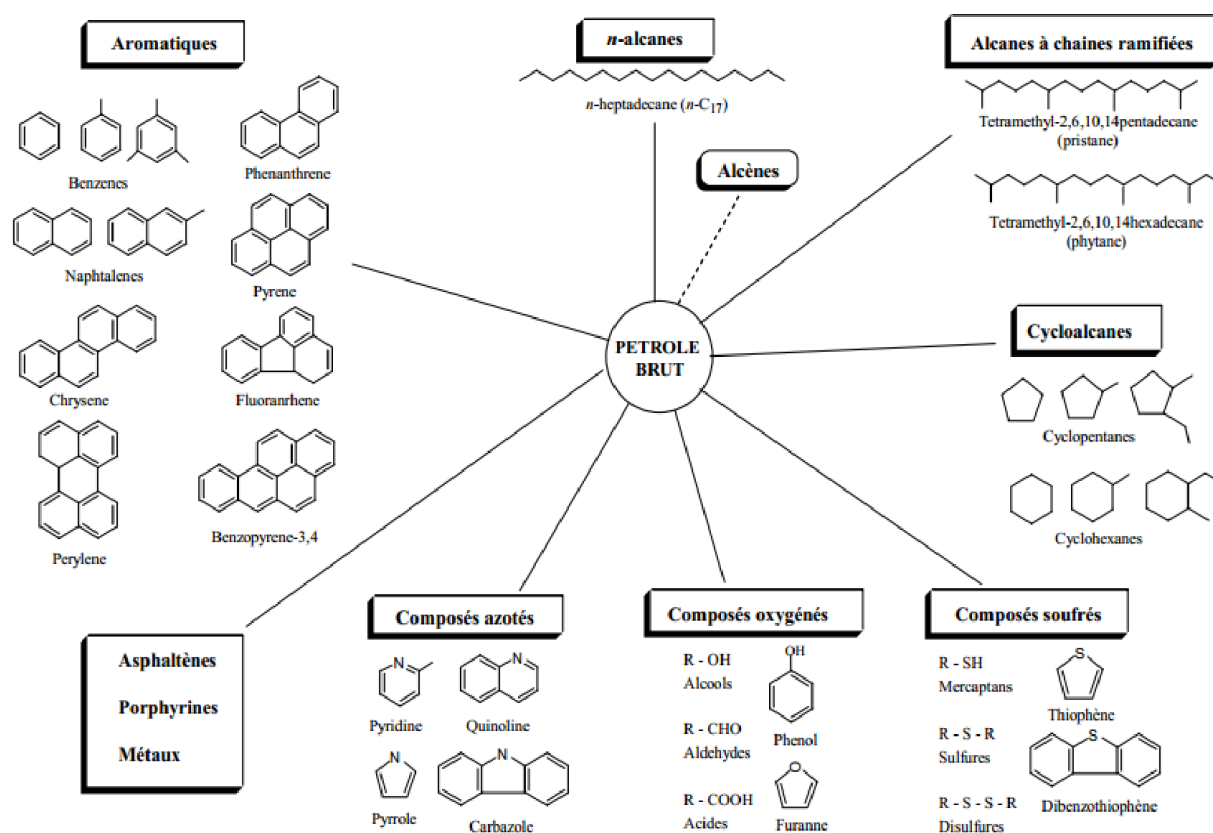 Aromatiques
Benzenes
Phenanthrene
Naphtalenes
Pyrene
Chrysene
Fluoranrhene
Perylene
Benzopyrene-3,4
n-alcanes
n-heptadecane (n-C17)
Alcènes
Alcanes à chaines ramifiées
Tetramethyl-2,6,10,14pentadecane
(pristane)
Tetramethyl-2,6,10,14hexadecane
(phytane)
PETROLE
BRUT
Cycloalcanes
Cyclopentanes
Cyclohexanes
Asphaltènes
Porphyrines
Métaux
Composés azotés
N
Pyridine
N
Quinoline
N
Pyrrole
N
Carbazole
Composés oxygénés
R - OH
Alcools
OH
Phenol
R - CHO
Aldehydes
R - COOH
Acides
O
Furanne
Composés soufrés
R - SH
Mercaptans
S
Thiophène
R - S - R
Sulfures
S
Dibenzothiophène
R - S - S - R
Disulfures